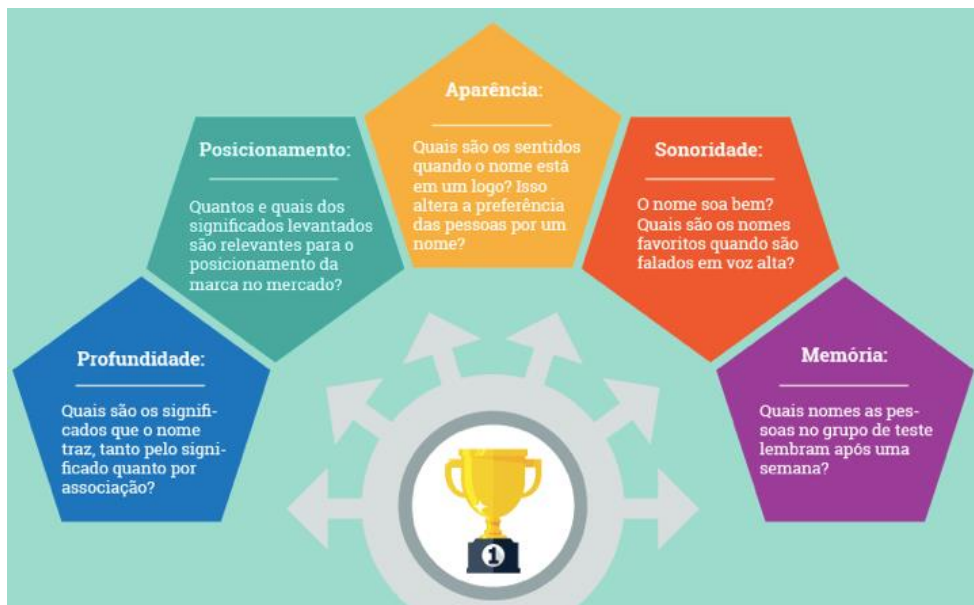 Profundidade:
Quais são os signifi-
cados que o nome
traz, tanto pelo signi-
ficado quanto por
associação?
Posicionamento:
Quantos e quais dos
significados levantados
são relevantes para o
posicionamento da
marca no mercado?
Aparência:
Quais são os sentidos
quando o nome está
em um logo? Isso
altera a preferência
das pessoas por um
nome?
Sonoridade:
O nome soa bem?
Quais são os nomes
favoritos quando são
falados em voz alta?
Memória:
Quais nomes as pes-
soas no grupo de teste
lembram após uma
semana?
1